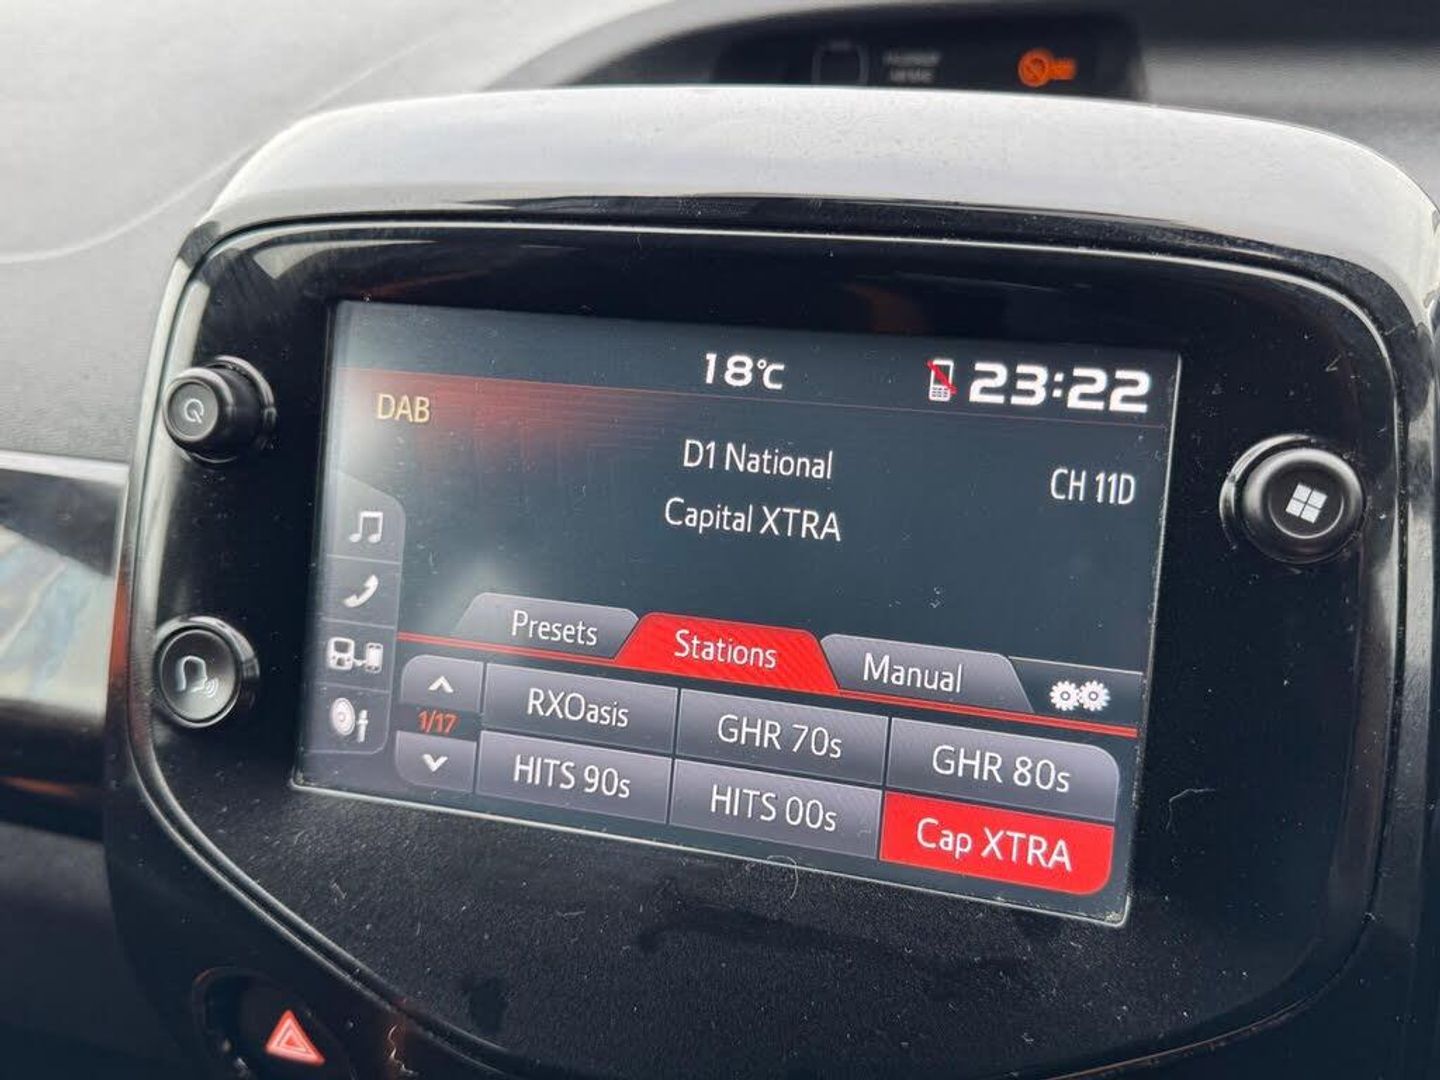 18°C
23:22
DAB
D1 National
CH 11D
Capital XTRA
Presets
Stations
Manual
1/17
RXOasis
GHR 70s
GHR 80s
HITS 90s
HITS 00s
Cap XTRA